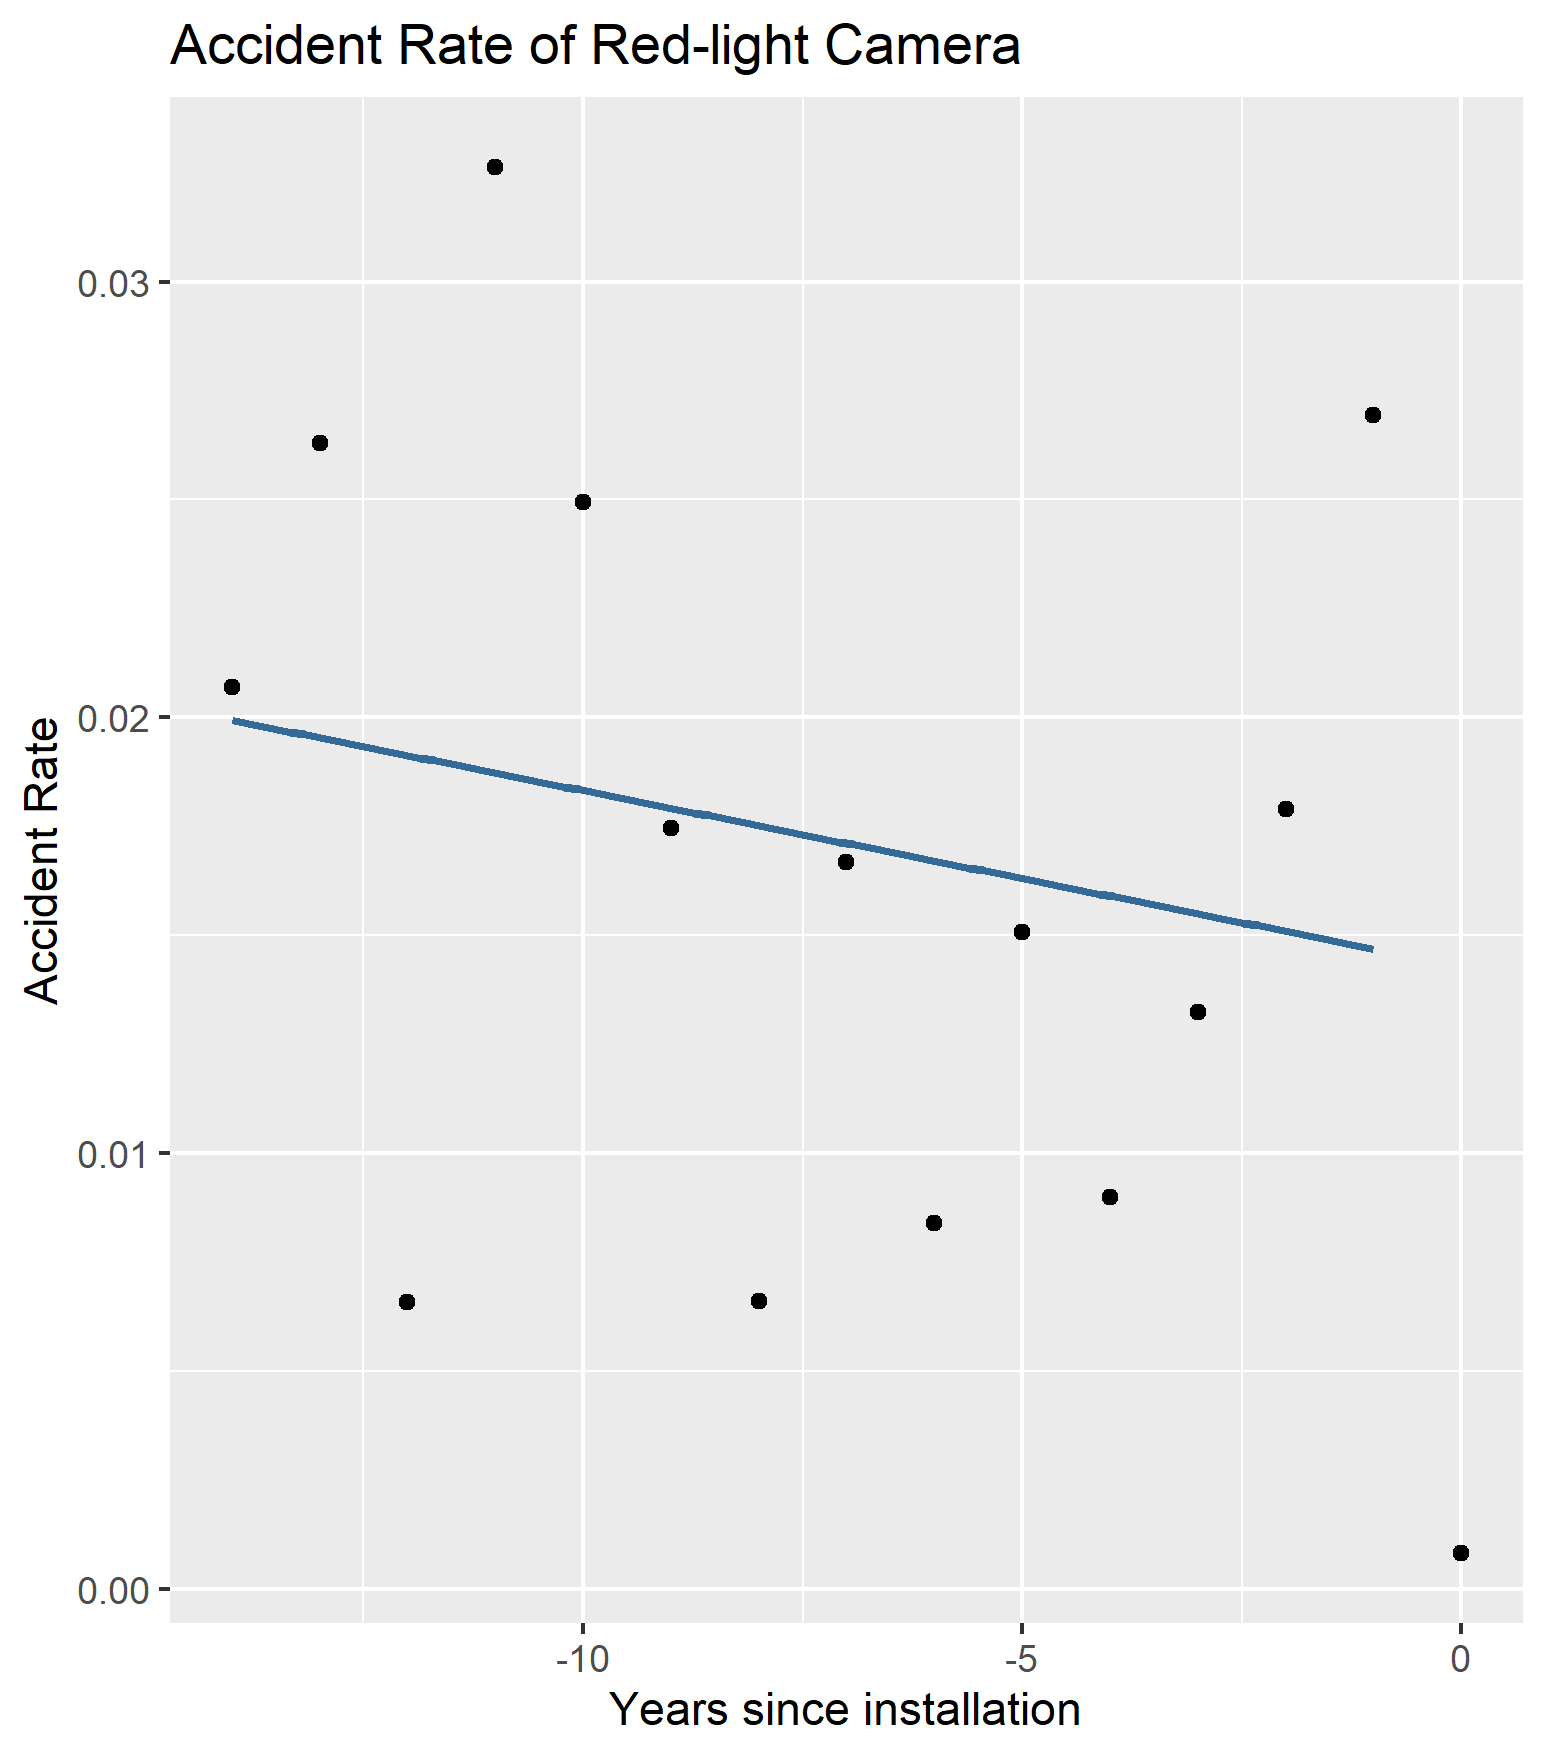 Accident Rate of Red-light Camera
Accident Rate
0.03
0.02
0.01
0.00
-10
-5
0
Years since installation